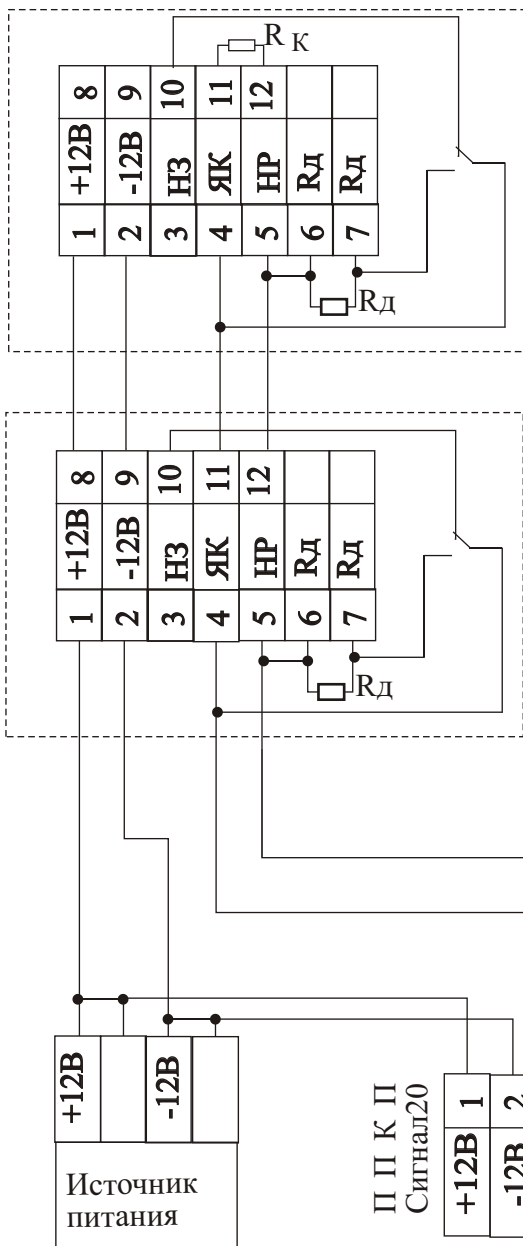 R К
8 9 10 11 12
+12В -12В НЗ ЯК НР Rд Rд
1 2 3 4 5 6 7
Rд
8 9 10 11 12
+12В -12В НЗ ЯК НР Rд Rд
1 2 3 4 5 6 7
Rд
+12В -12В
Источник
питания
П П К П
Сигнал20
1 2
+12В -12В